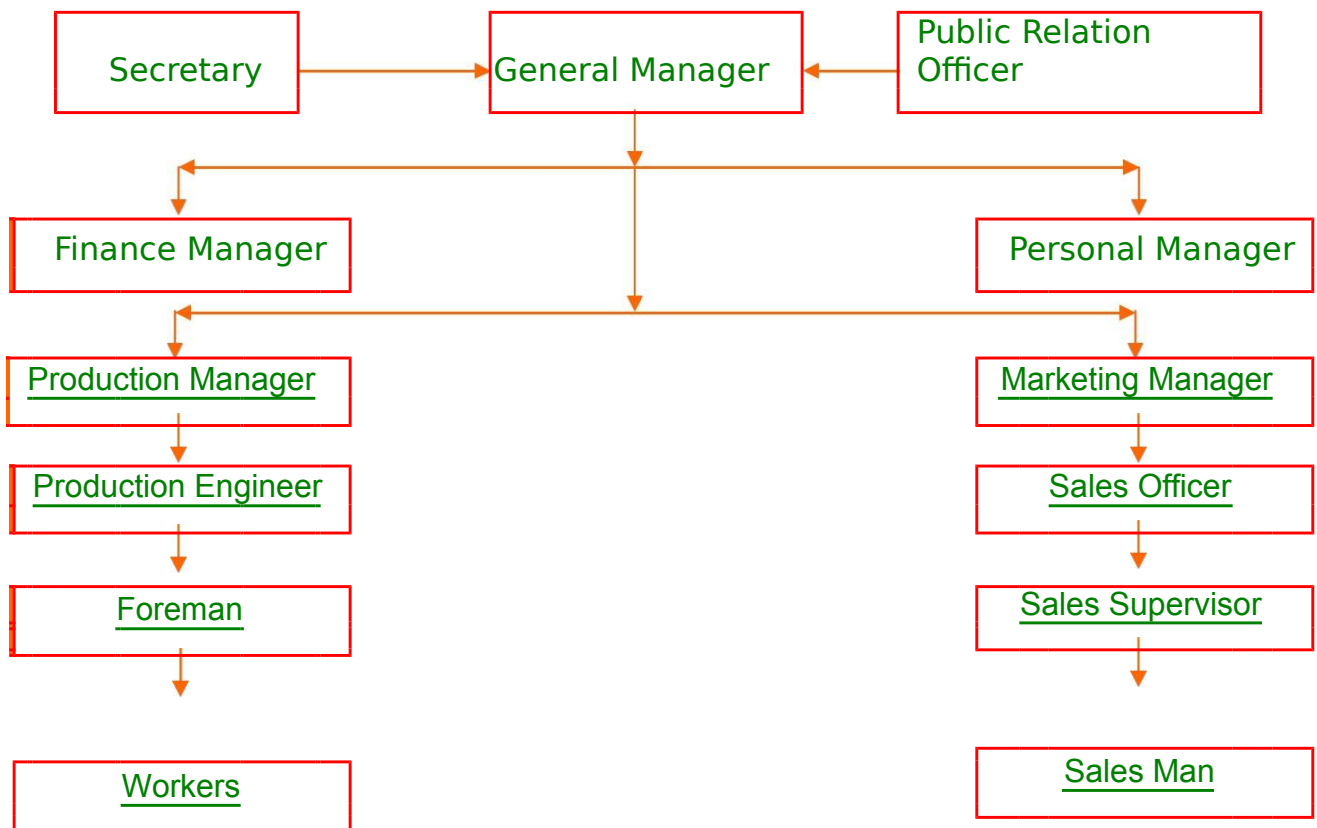 Secretary
General Manager
Public Relation
Officer
Finance Manager
Personal Manager
Production Manager
Marketing Manager
Production Engineer
Sales Officer
Foreman
Sales Supervisor
Workers
Sales Man